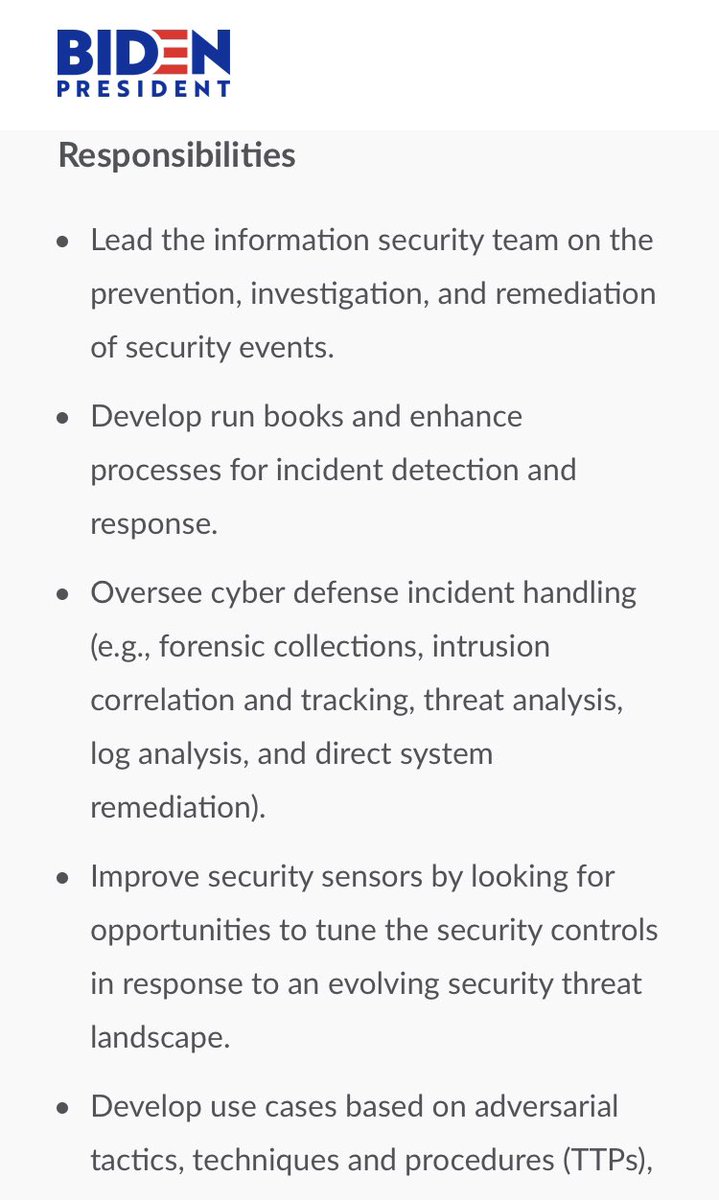 BIDEN
PRESIDENT
Responsibilities
• Lead the information security team on the
prevention, investigation, and remediation
of security events.
• Develop run books and enhance
processes for incident detection and
response.
• Oversee cyber defense incident handling
(e.g., forensic collections, intrusion
correlation and tracking, threat analysis,
log analysis, and direct system
remediation).
• Improve security sensors by looking for
opportunities to tune the security controls
in response to an evolving security threat
landscape.
• Develop use cases based on adversarial
tactics, techniques and procedures (TTPs),